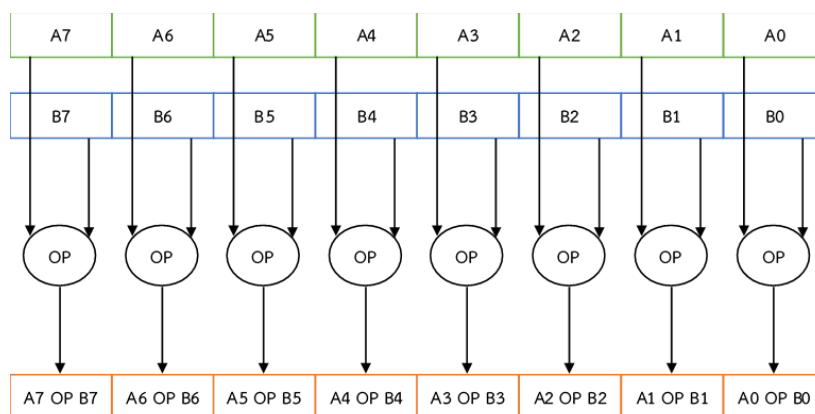 A7 A6 A5 A4 A3 A2 A1 A0
B7 B6 B5 B4 B3 B2 B1 B0
OP OP OP OP OP OP OP OP
A7 OP B7 A6 OP B6 A5 OP B5 A4 OP B4 A3 OP B3 A2 OP B2 A1 OP B1 A0 OP B0